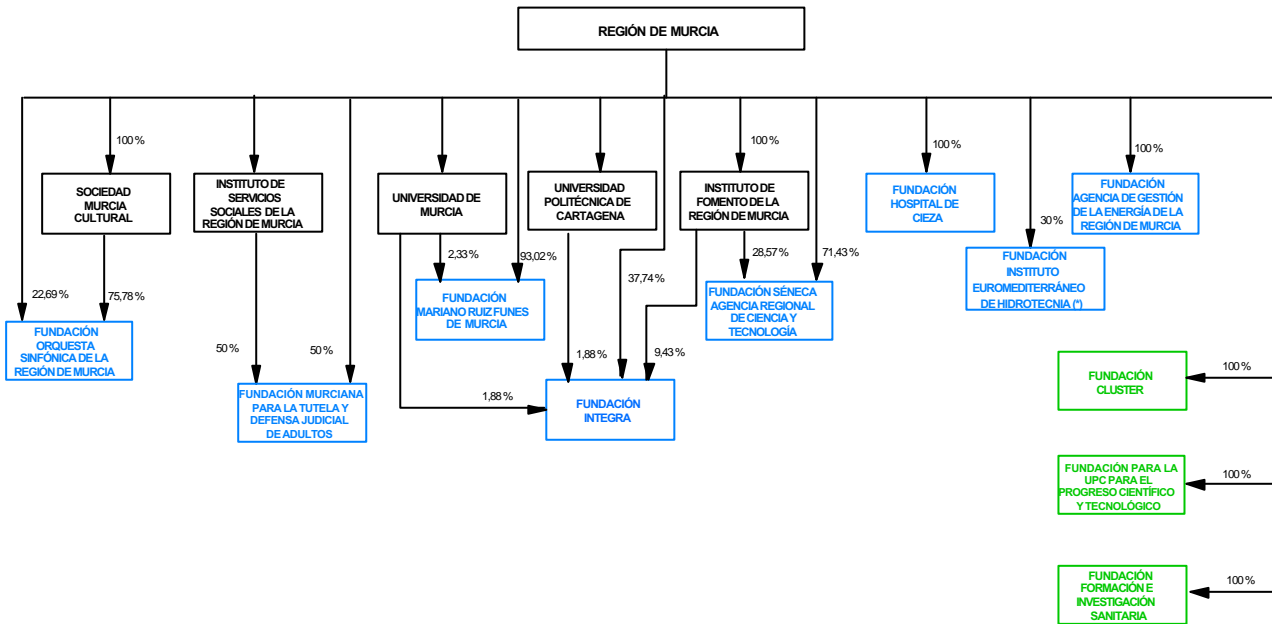 REGIÓN DE MURCIA
100 %
100 %
100 %
100 %
SOCIEDAD
MURCIA
CULTURAL
INSTITUTO DE
SERVICIOS
SOCIALES DE LA
REGIÓN DE MURCIA
UNIVERSIDAD DE
MURCIA
UNIVERSIDAD
POLITÉCNICA DE
CARTAGENA
INSTITUTO DE
FOMENTO DE LA
REGIÓN DE MURCIA
FUNDACIÓN
HOSPITAL DE
CIEZA
30 %
FUNDACIÓN
AGENCIA DE GESTIÓN
DE LA ENERGÍA DE LA
REGIÓN DE MURCIA
2,33 %
93,02 %
37,74 %
28,57 %
71,43 %
FUNDACIÓN
INSTITUTO
EUROMEDITERRÁNEO
DE HIDROTECNIA (*)
22,69 %
75,78 %
FUNDACIÓN
MARIANO RUIZ FUNES
DE MURCIA
FUNDACIÓN SÉNECA
AGENCIA REGIONAL
DE CIENCIA Y
TECNOLOGÍA
FUNDACIÓN
ORQUESTA
SINFÓNICA DE LA
REGIÓN DE MURCIA
50 %
50 %
1,88 %
9,43 %
FUNDACIÓN MURCIANA
PARA LA TUTELA Y
DEFENSA JUDICIAL
DE ADULTOS
1,88 %
FUNDACIÓN
INTEGRA
FUNDACIÓN
CLUSTER
100 %
FUNDACIÓN PARA LA
UPC PARA EL
PROGRESO CIENTÍFICO
Y TECNOLÓGICO
100 %
FUNDACIÓN
FORMACIÓN E
INVESTIGACIÓN
SANITARIA
100 %